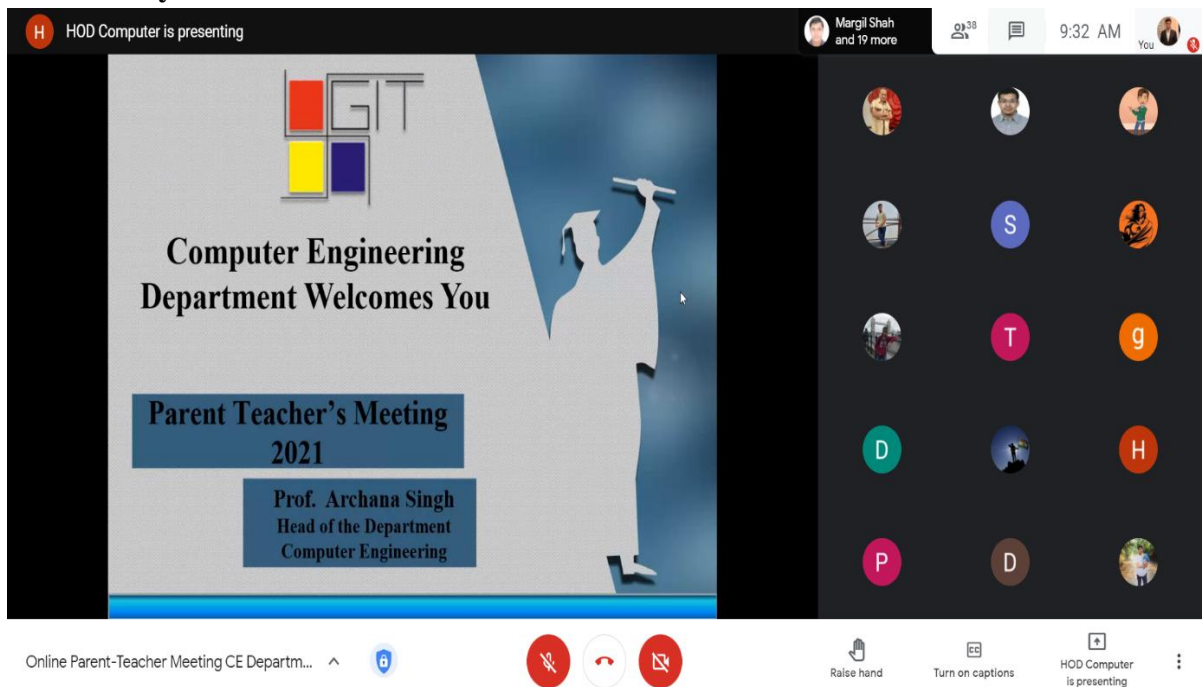 H HOD Computer is presenting
Margil Shah
and 19 more
38
9:32 AM
You
GIT
Computer Engineering
Department Welcomes You
Parent Teacher's Meeting
2021
Prof. Archana Singh
Head of the Department
Computer Engineering
S
T
g
D
H
P
D
Online Parent-Teacher Meeting CE Departm...
Raise hand
CC
Turn on captions
HOD Computer
is presenting